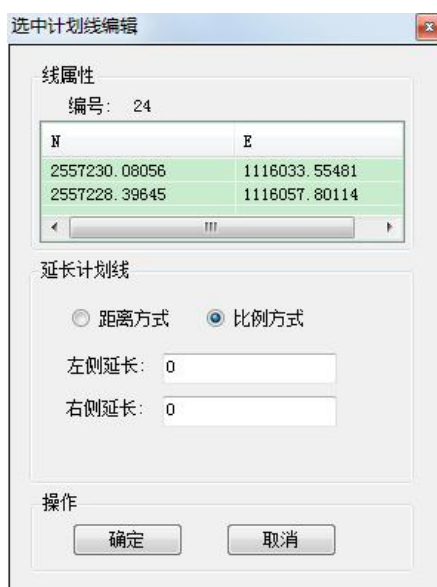 选中计划线编辑
线属性
编号: 24
N E
2557230.08056 1116033.55481
2557228.39645 1116057.80114
延长计划线
距离方式 比例方式
左侧延长: 0
右侧延长: 0
操作
确定 取消